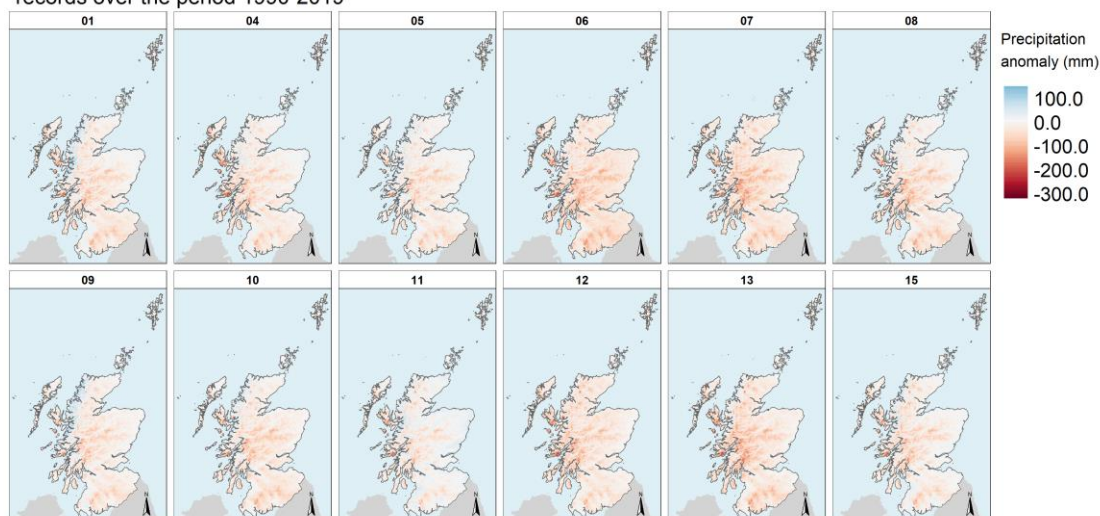 records over the period 1990-2019
01 04 05 06 07 08
Precipitation
anomaly (mm)
100.0
0.0
-100.0
-200.0
-300.0
N N N N N N
09 10 11 12 13 15
N N N N N N